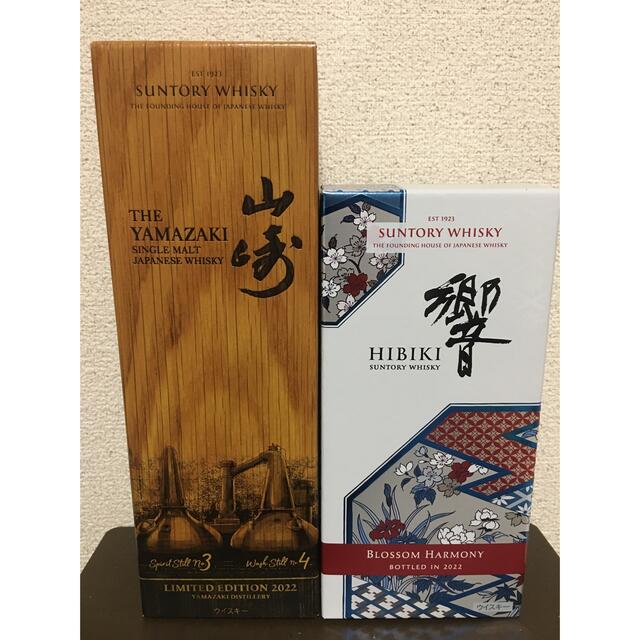 EST 1923
SUNTORY WHISKY
THE FOUNDING HOUSE OF JAPANESE WHISKY
山崎
THE
YAMAZAKI
SINGLE MALT
JAPANESE WHISKY
Spirit Still No3
Wash Still No4
LIMITED EDITION 2022
YAMAZAKI DISTILLERY
ウイスキー
EST 1923
SUNTORY WHISKY
THE FOUNDING HOUSE OF JAPANESE WHISKY
響
HIBIKI
SUNTORY WHISKY
BLOSSOM HARMONY
BOTTLED IN 2022
ウイスキー